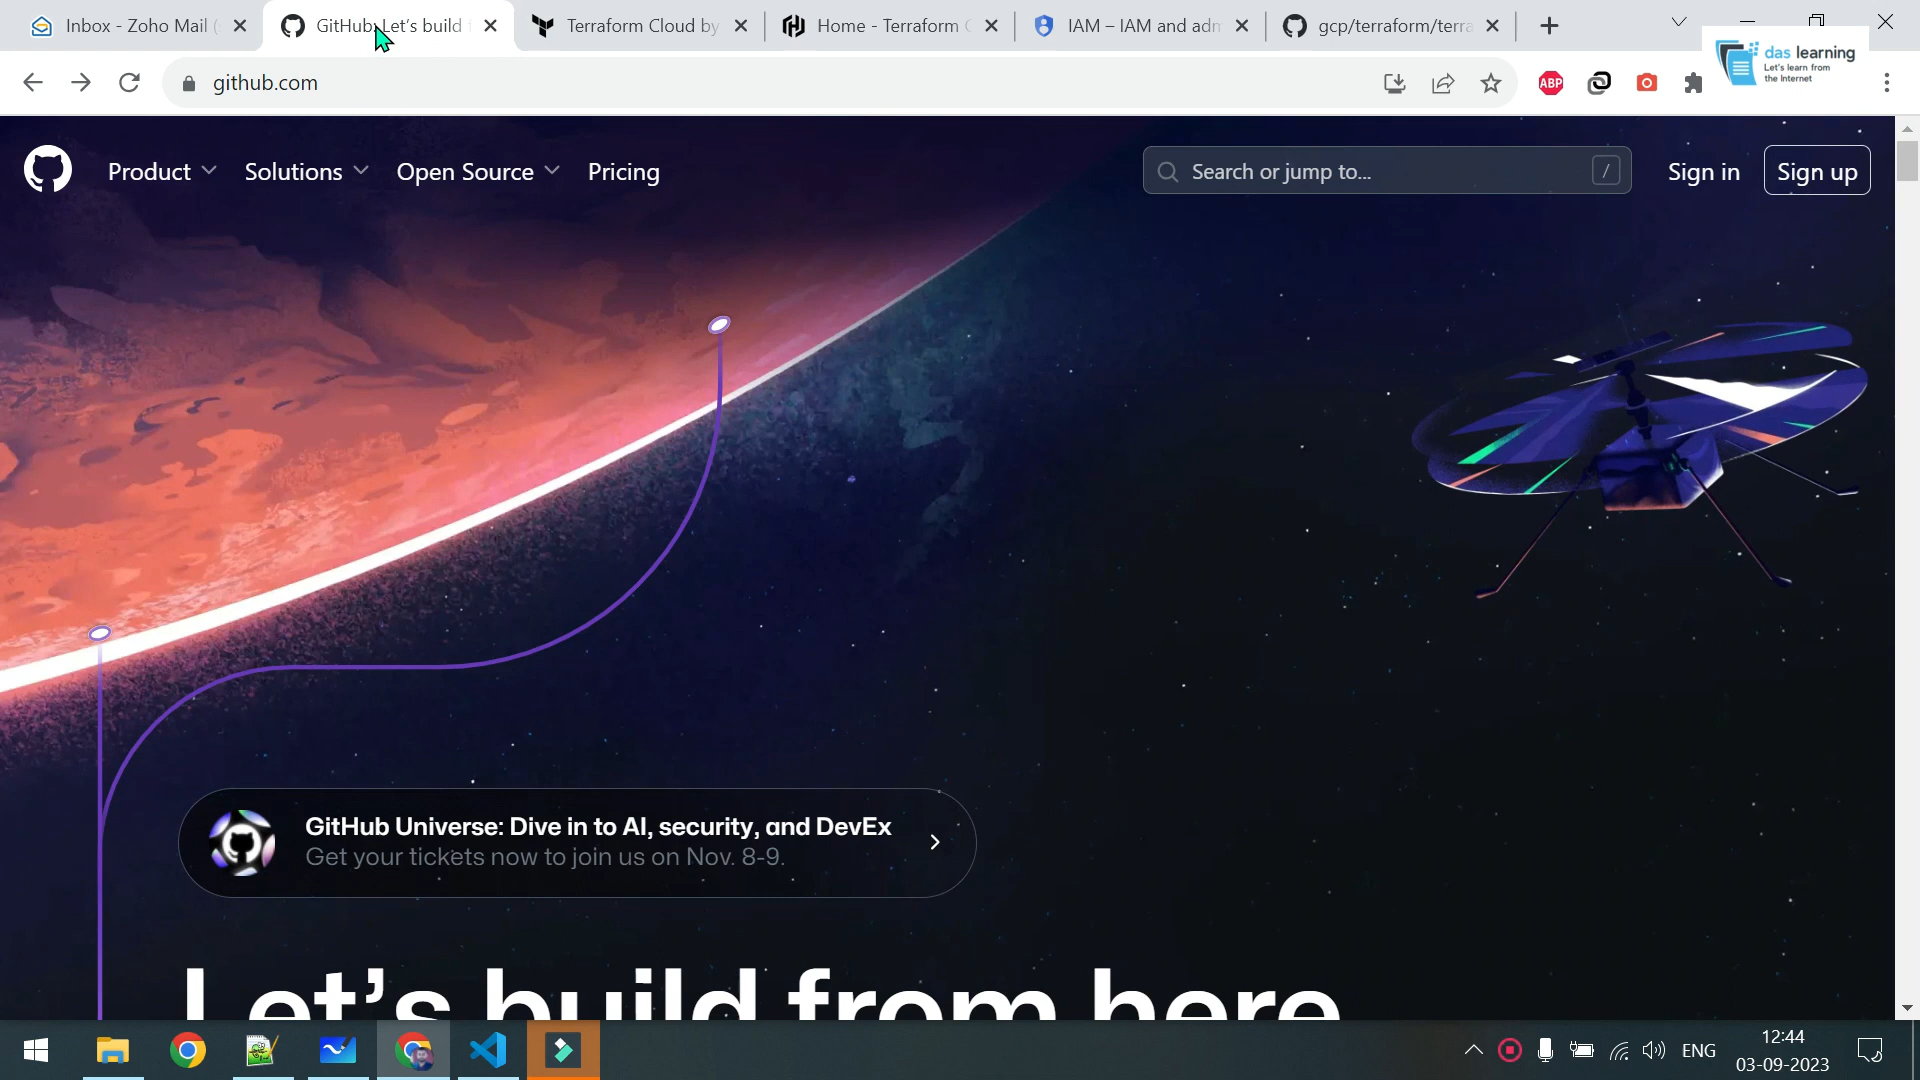 Inbox - Zoho Mail (
GitHub: Let's build f
Terraform Cloud by
Home - Terraform C
IAM – IAM and adm
gcp/terraform/terra
github.com
ABP
das learning
Let's learn from
the Internet
Product
Solutions
Open Source
Pricing
Search or jump to...
/
Sign in
Sign up
GitHub Universe: Dive in to AI, security, and DevEx
Get your tickets now to join us on Nov. 8-9.
Let's build from here
ENG
12:44
03-09-2023